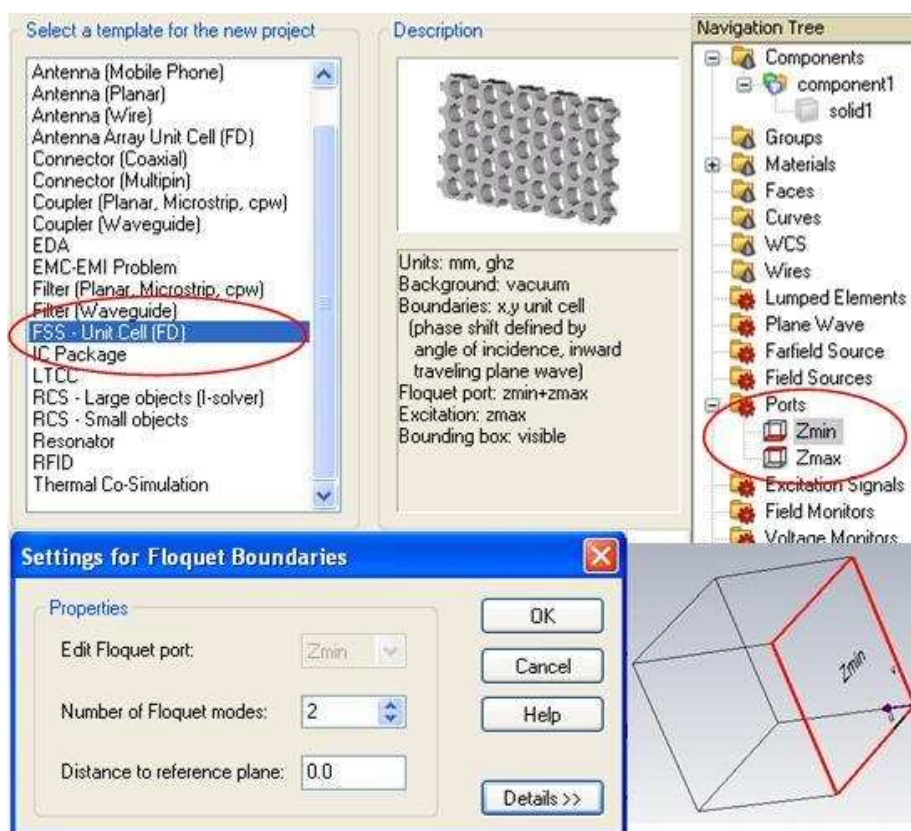 Select a template for the new project
Antenna (Mobile Phone)
Antenna (Planar)
Antenna (Wire)
Antenna Array Unit Cell (FD)
Connector (Coaxial)
Connector (Multipin)
Coupler (Planar, Microstrip, cpw)
Coupler (Waveguide)
EDA
EMC-EMI Problem
Filter (Planar, Microstrip, cpw)
Filter (Waveguide)
FSS - Unit Cell (FD)
IC Package
LTCC
RCS - Large objects (I-solver)
RCS - Small objects
Resonator
RFID
Thermal Co-Simulation
Description
Units: mm, ghz
Background: vacuum
Boundaries: x,y unit cell
(phase shift defined by
angle of incidence, inward
traveling plane wave)
Floquet port: zmin+zmax
Excitation: zmax
Bounding box: visible
Navigation Tree
Components
component1
solid1
Groups
Materials
Faces
Curves
WCS
Wires
Lumped Elements
Plane Wave
Farfield Source
Field Sources
Ports
Zmin
Zmax
Excitation Signals
Field Monitors
Voltage Monitors
Settings for Floquet Boundaries
Properties
Edit Floquet port: Zmin
Number of Floquet modes: 2
Distance to reference plane: 0.0
OK
Cancel
Help
Details >>
Zmin